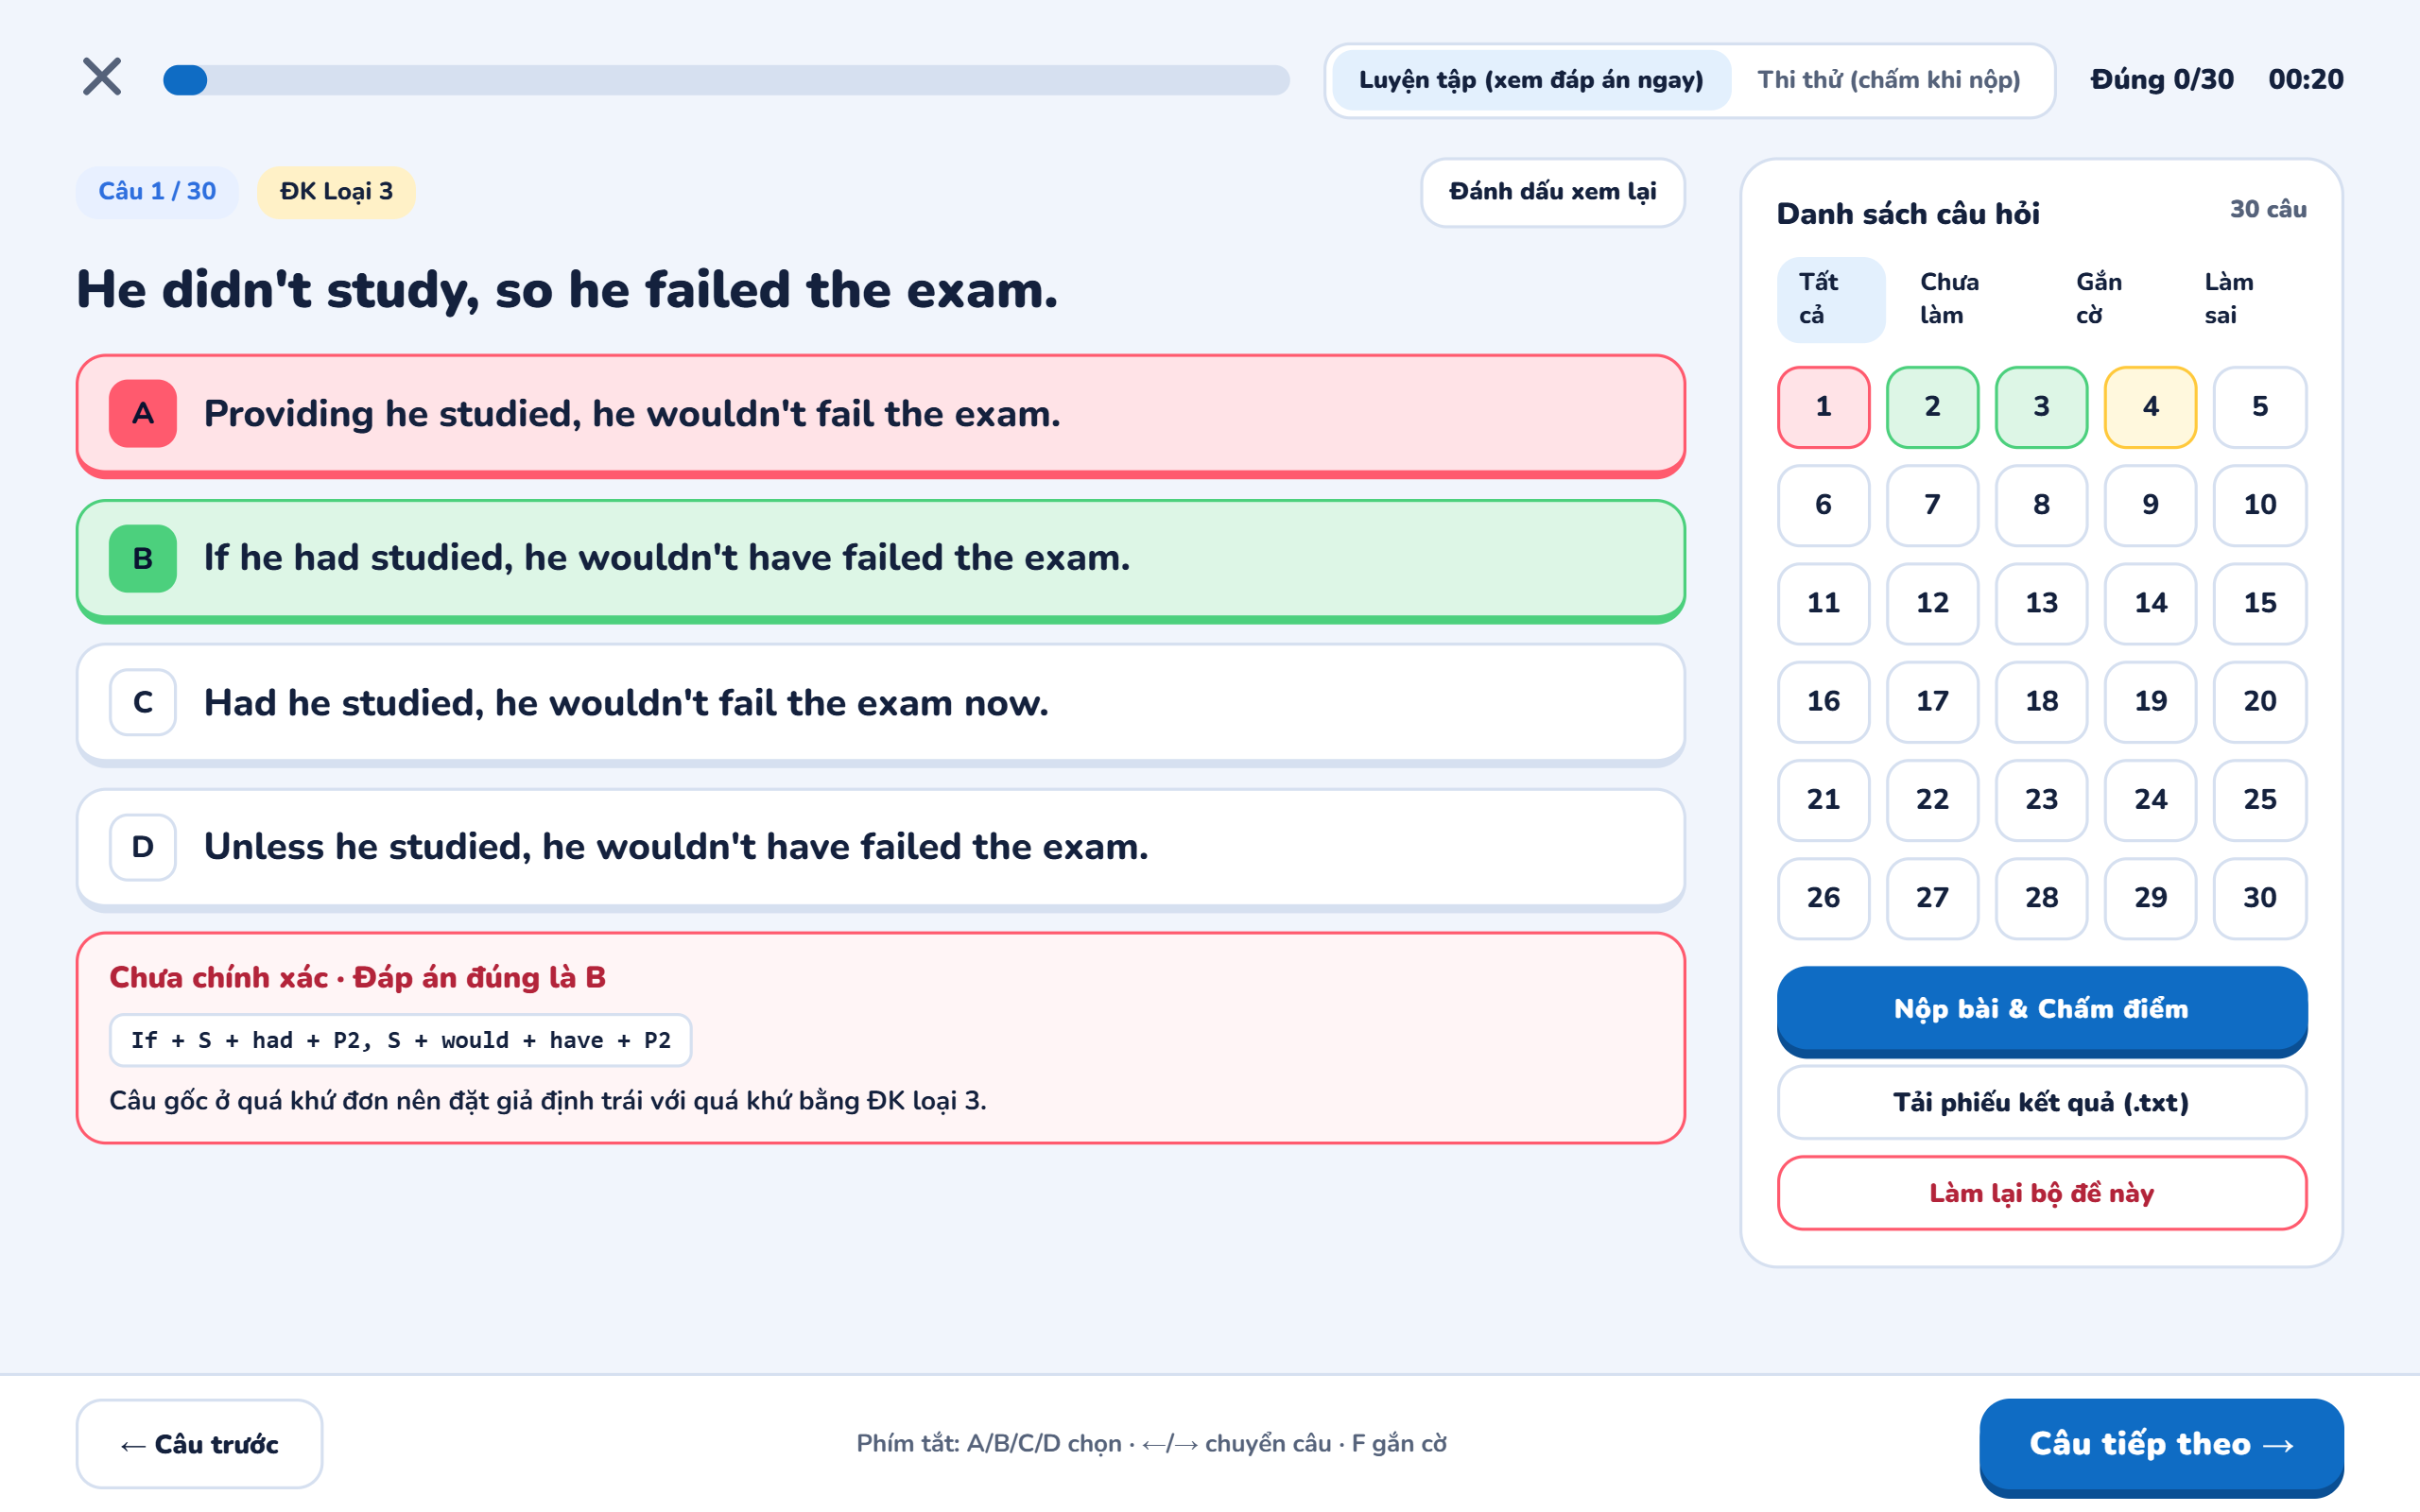 Luyện tập (xem đáp án ngay)
Thi thử (chấm khi nộp)
Đúng 0/30
00:20
Câu 1 / 30
ĐK Loại 3
Đánh dấu xem lại
He didn't study, so he failed the exam.
A
Providing he studied, he wouldn't fail the exam.
B
If he had studied, he wouldn't have failed the exam.
C
Had he studied, he wouldn't fail the exam now.
D
Unless he studied, he wouldn't have failed the exam.
Chưa chính xác · Đáp án đúng là B
If + S + had + P2, S + would + have + P2
Câu gốc ở quá khứ đơn nên đặt giả định trái với quá khứ bằng ĐK loại 3.
Danh sách câu hỏi
30 câu
Tất
cả
Chưa
làm
Gắn
cờ
Làm
sai
1 2 3 4 5
6 7 8 9 10
11 12 13 14 15
16 17 18 19 20
21 22 23 24 25
26 27 28 29 30
Nộp bài & Chấm điểm
Tải phiếu kết quả (.txt)
Làm lại bộ đề này
← Câu trước
Phím tắt: A/B/C/D chọn · ←/→ chuyển câu · F gắn cờ
Câu tiếp theo →